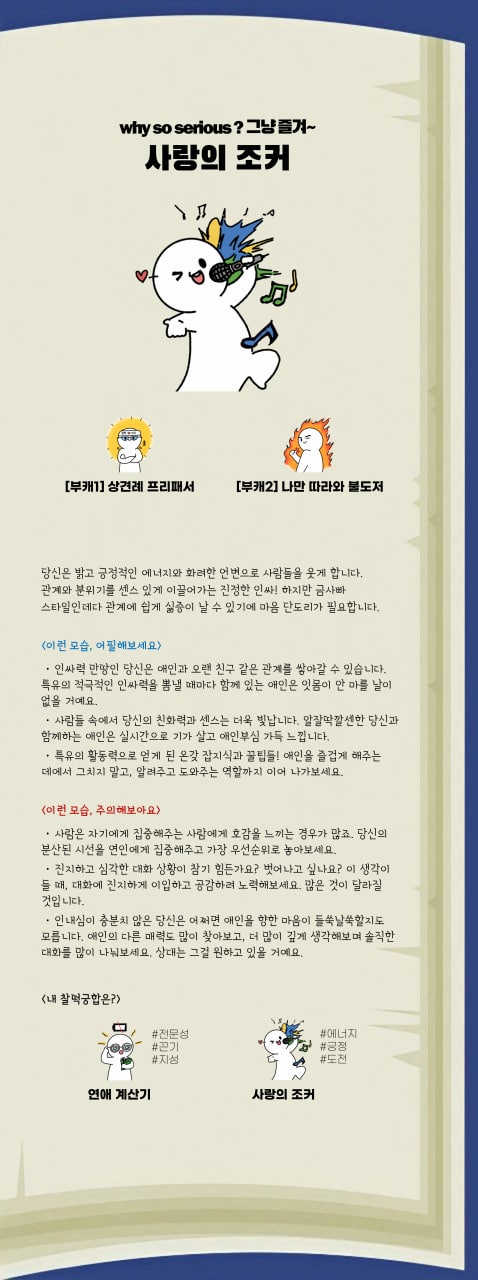 why so serious ? 그냥 즐겨~
사랑의 조커
[부캐1] 상견례 프리패서
[부캐2] 나만 따라와 불도저
당신은 밝고 긍정적인 에너지와 화려한 언변으로 사람들을 웃게 합니다.
관계와 분위기를 센스 있게 이끌어가는 진정한 인싸! 하지만 금사빠
스타일인데다 관계에 쉽게 싫증이 날 수 있기에 마음 단도리가 필요합니다.
<이런 모습, 어필해보세요>
• 인싸력 만땅인 당신은 애인과 오랜 친구 같은 관계를 쌓아갈 수 있습니다.
특유의 적극적인 인싸력을 뽐낼 때마다 함께 있는 애인은 잇몸이 안 마를 날이
없을 거예요.
• 사람들 속에서 당신의 친화력과 센스는 더욱 빛납니다. 알잘딱깔센한 당신과
함께하는 애인은 실시간으로 기가 살고 애인부심 가득 느낍니다.
• 특유의 활동력으로 얻게 된 온갖 잡지식과 꿀팁들! 애인을 즐겁게 해주는
데에서 그치지 말고, 알려주고 도와주는 역할까지 이어 나가보세요.
<이런 모습, 주의해보아요>
• 사람은 자기에게 집중해주는 사람에게 호감을 느끼는 경우가 많죠. 당신의
분산된 시선을 연인에게 집중해주고 가장 우선순위로 놓아보세요.
• 진지하고 심각한 대화 상황이 참기 힘든가요? 벗어나고 싶나요? 이 생각이
들 때, 대화에 진지하게 이입하고 공감하려 노력해보세요. 많은 것이 달라질
것입니다.
• 인내심이 충분치 않은 당신은 어쩌면 애인을 향한 마음이 들쑥날쑥할지도
모릅니다. 애인의 다른 매력도 많이 찾아보고, 더 많이 깊게 생각해보며 솔직한
대화를 많이 나눠보세요. 상대는 그걸 원하고 있을 거예요.
<내 찰떡궁합은?>
#전문성
#끈기
#지성
연애 계산기
#에너지
#긍정
#도전
사랑의 조커